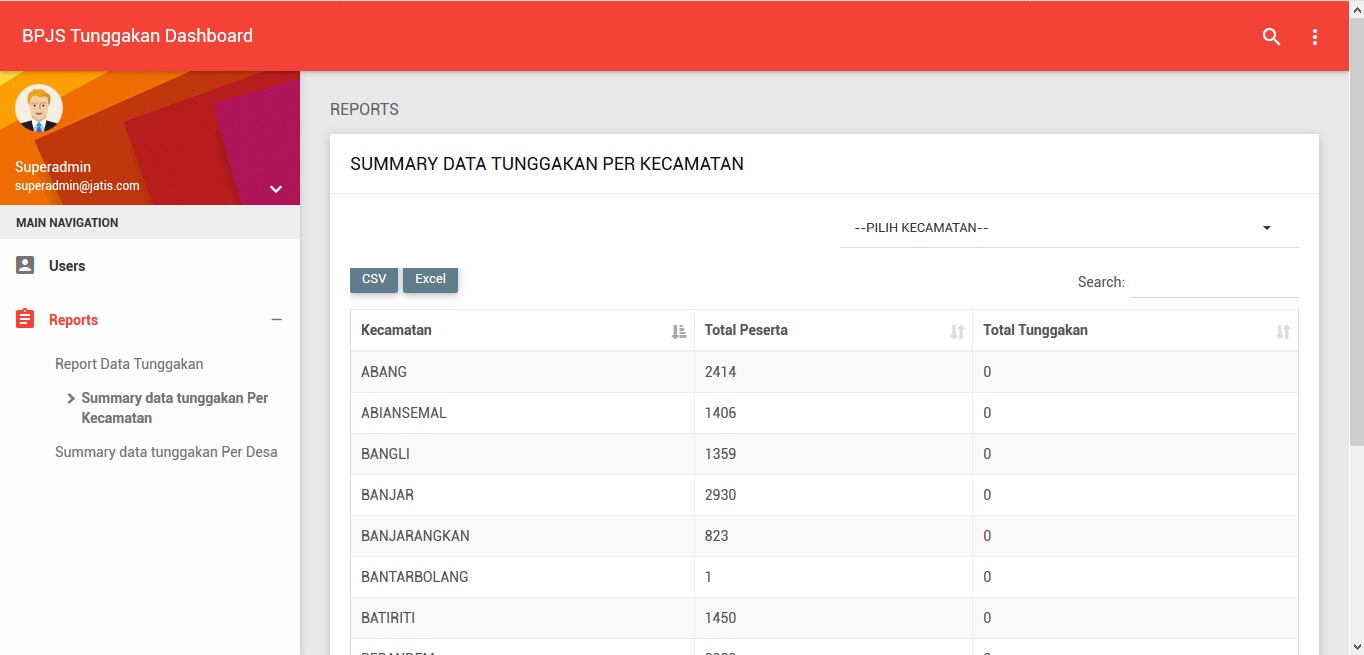 BPJS Tunggakan Dashboard
Superadmin
superadmin@jatis.com
MAIN NAVIGATION
Users
Reports
Report Data Tunggakan
Summary data tunggakan Per
Kecamatan
Summary data tunggakan Per Desa
REPORTS
SUMMARY DATA TUNGGAKAN PER KECAMATAN
--PILIH KECAMATAN--
CSV Excel
Search:
Kecamatan Total Peserta Total Tunggakan
ABANG 2414 0
ABIANSEMAL 1406 0
BANGLI 1359 0
BANJAR 2930 0
BANJARANGKAN 823 0
BANTARBOLANG 1 0
BATIRITI 1450 0